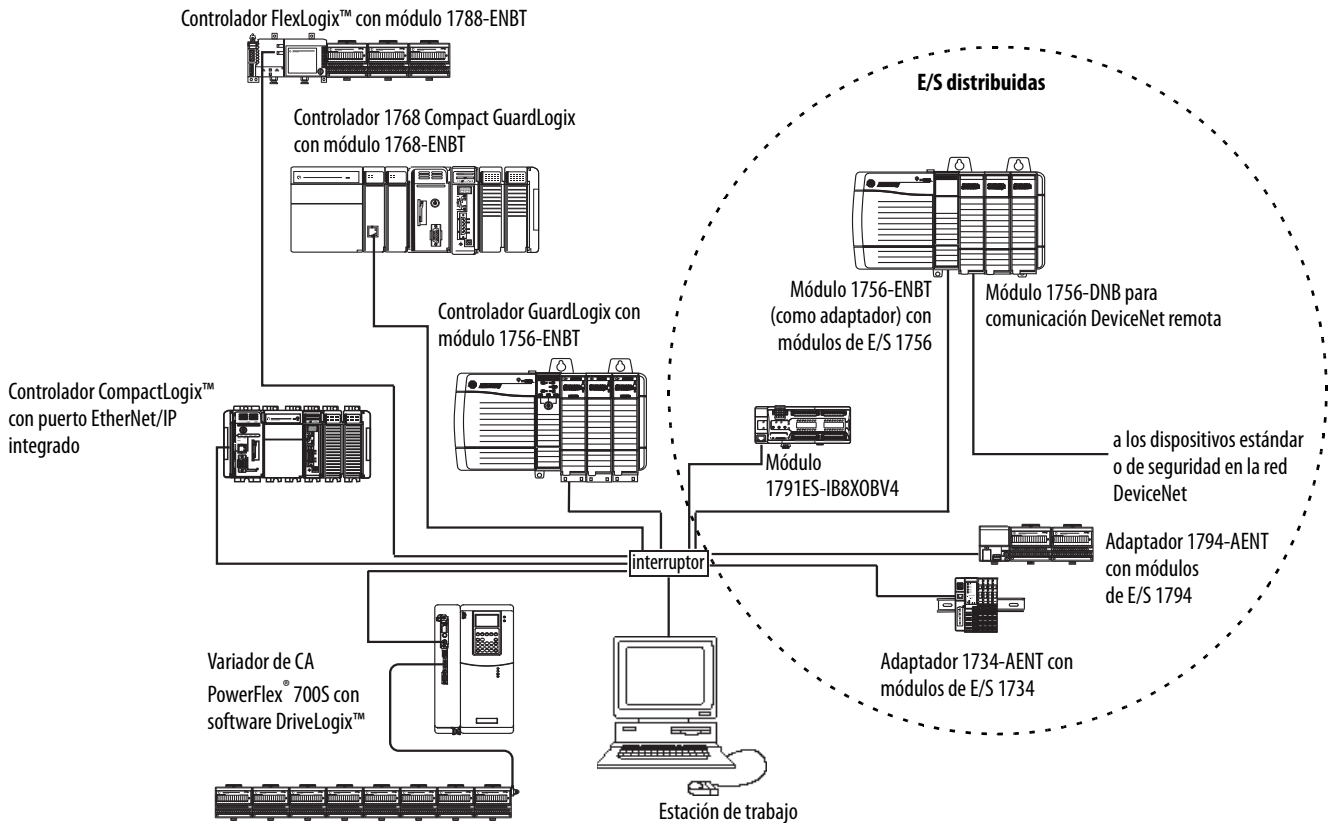 Controlador FlexLogix™ con módulo 1788-ENBT
E/S distribuidas
Controlador 1768 Compact GuardLogix
con módulo 1768-ENBT
Módulo 1756-ENBT
(como adaptador) con
módulos de E/S 1756
Módulo 1756-DNB para
comunicación DeviceNet remota
Controlador GuardLogix con
módulo 1756-ENBT
Controlador CompactLogix™
con puerto EtherNet/IP
integrado
a los dispositivos estándar
o de seguridad en la red
DeviceNet
Módulo
1791ES-IB8XOBV4
interruptor
Adaptador 1794-AENT
con módulos
de E/S 1794
Variador de CA
PowerFlex® 700S con
software DriveLogix™
Adaptador 1734-AENT con
módulos de E/S 1734
Estación de trabajo